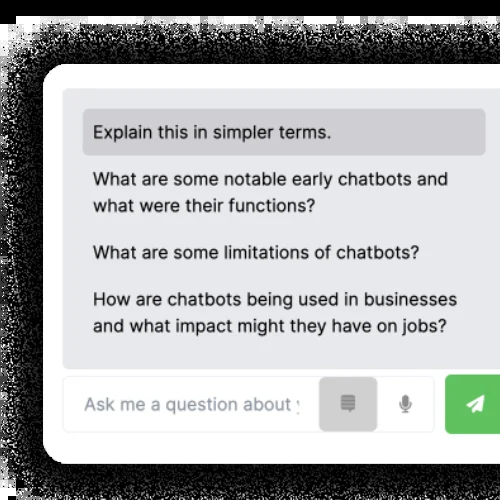 Explain this in simpler terms.
What are some notable early chatbots and
what were their functions?
What are some limitations of chatbots?
How are chatbots being used in businesses
and what impact might they have on jobs?
Ask me a question about